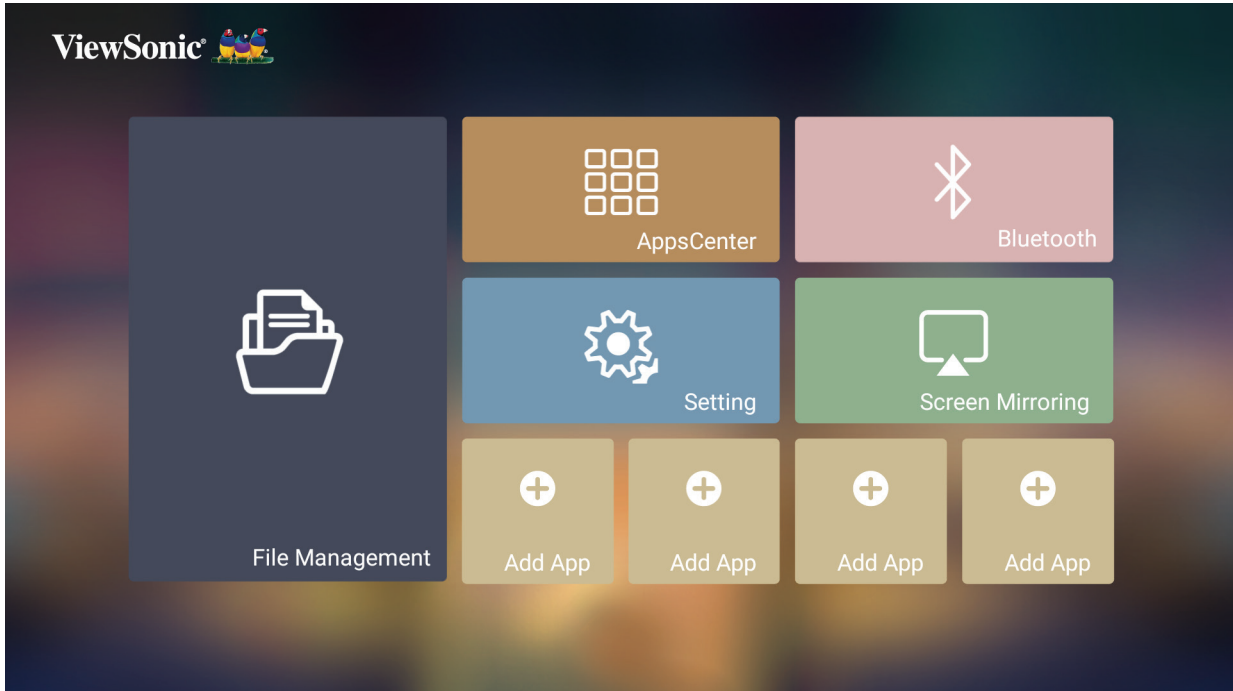 ViewSonic®
AppsCenter
Bluetooth
Setting
Screen Mirroring
File Management
Add App
Add App
Add App
Add App